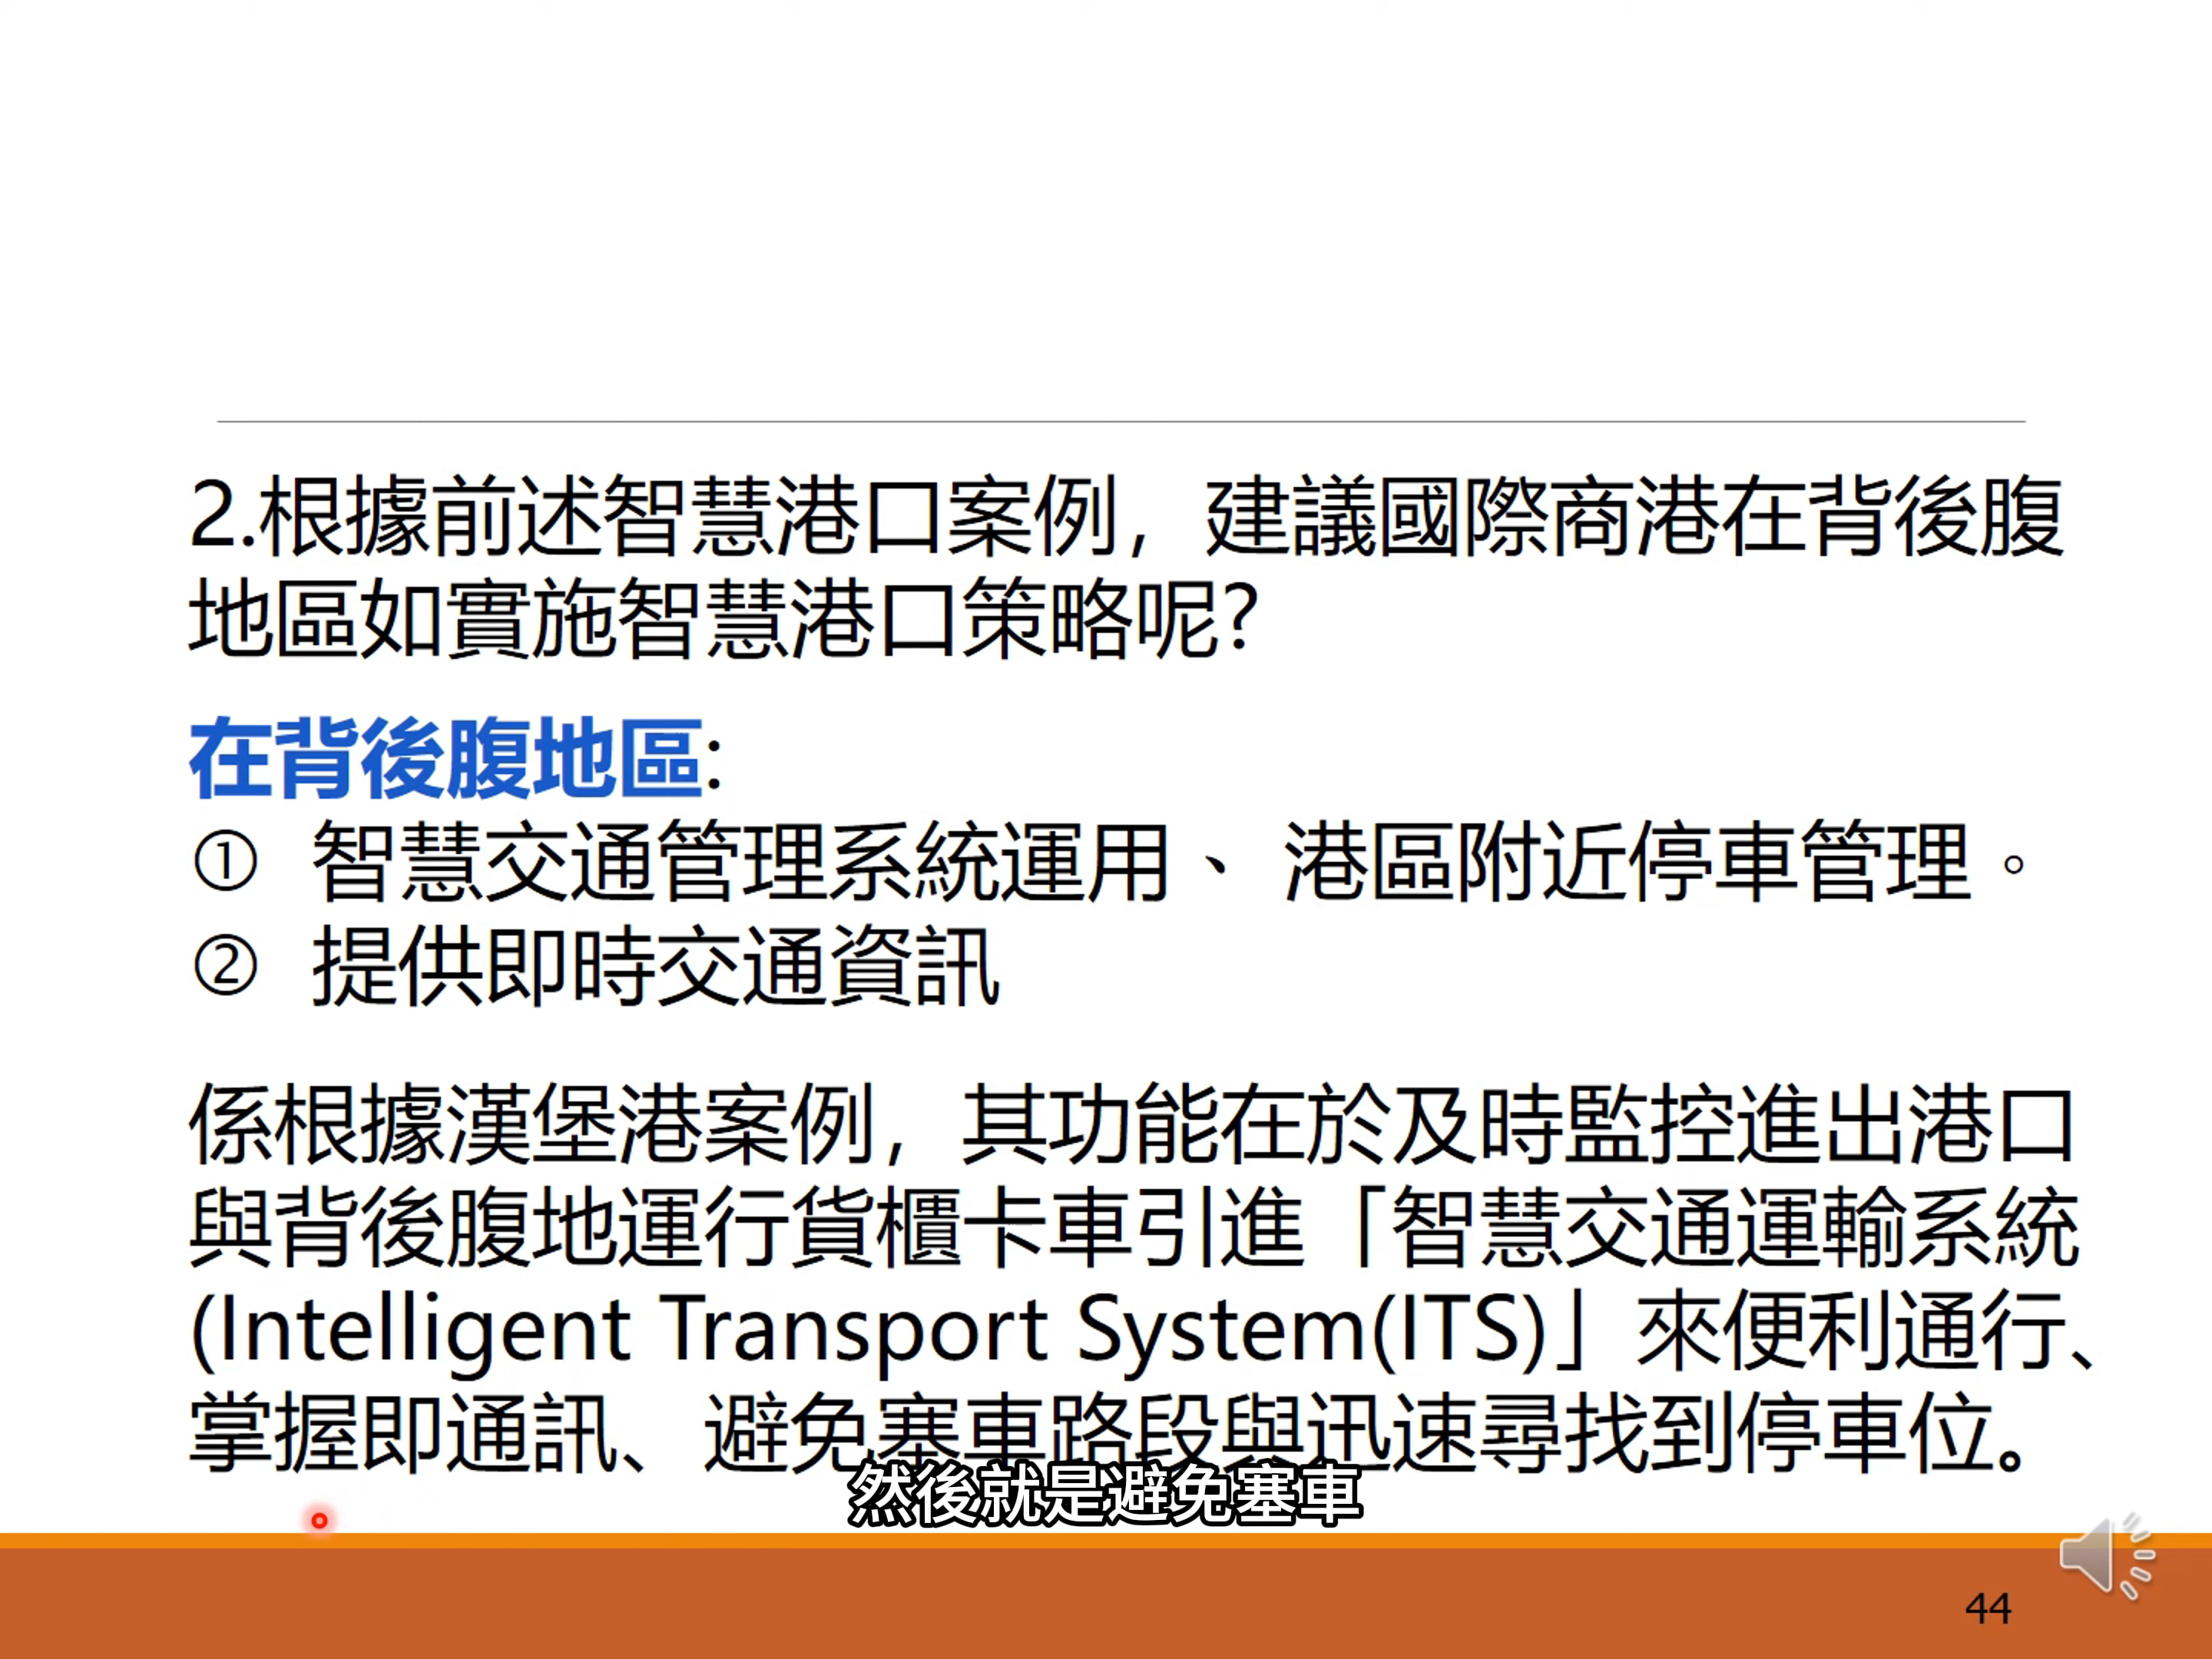 2.根據前述智慧港口案例，建議國際商港在背後腹
地區如實施智慧港口策略呢?
在背後腹地區:
① 智慧交通管理系統運用、 港區附近停車管理。
② 提供即時交通資訊
係根據漢堡港案例，其功能在於及時監控進出港口
與背後腹地運行貨櫃卡車引進「智慧交通運輸系統
(Intelligent Transport System(ITS)」來便利通行、
掌握即通訊、避免塞車路段與迅速尋找到停車位。
然後就是避免塞車
44